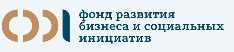 фонд развития
бизнеса и социальных
инициатив